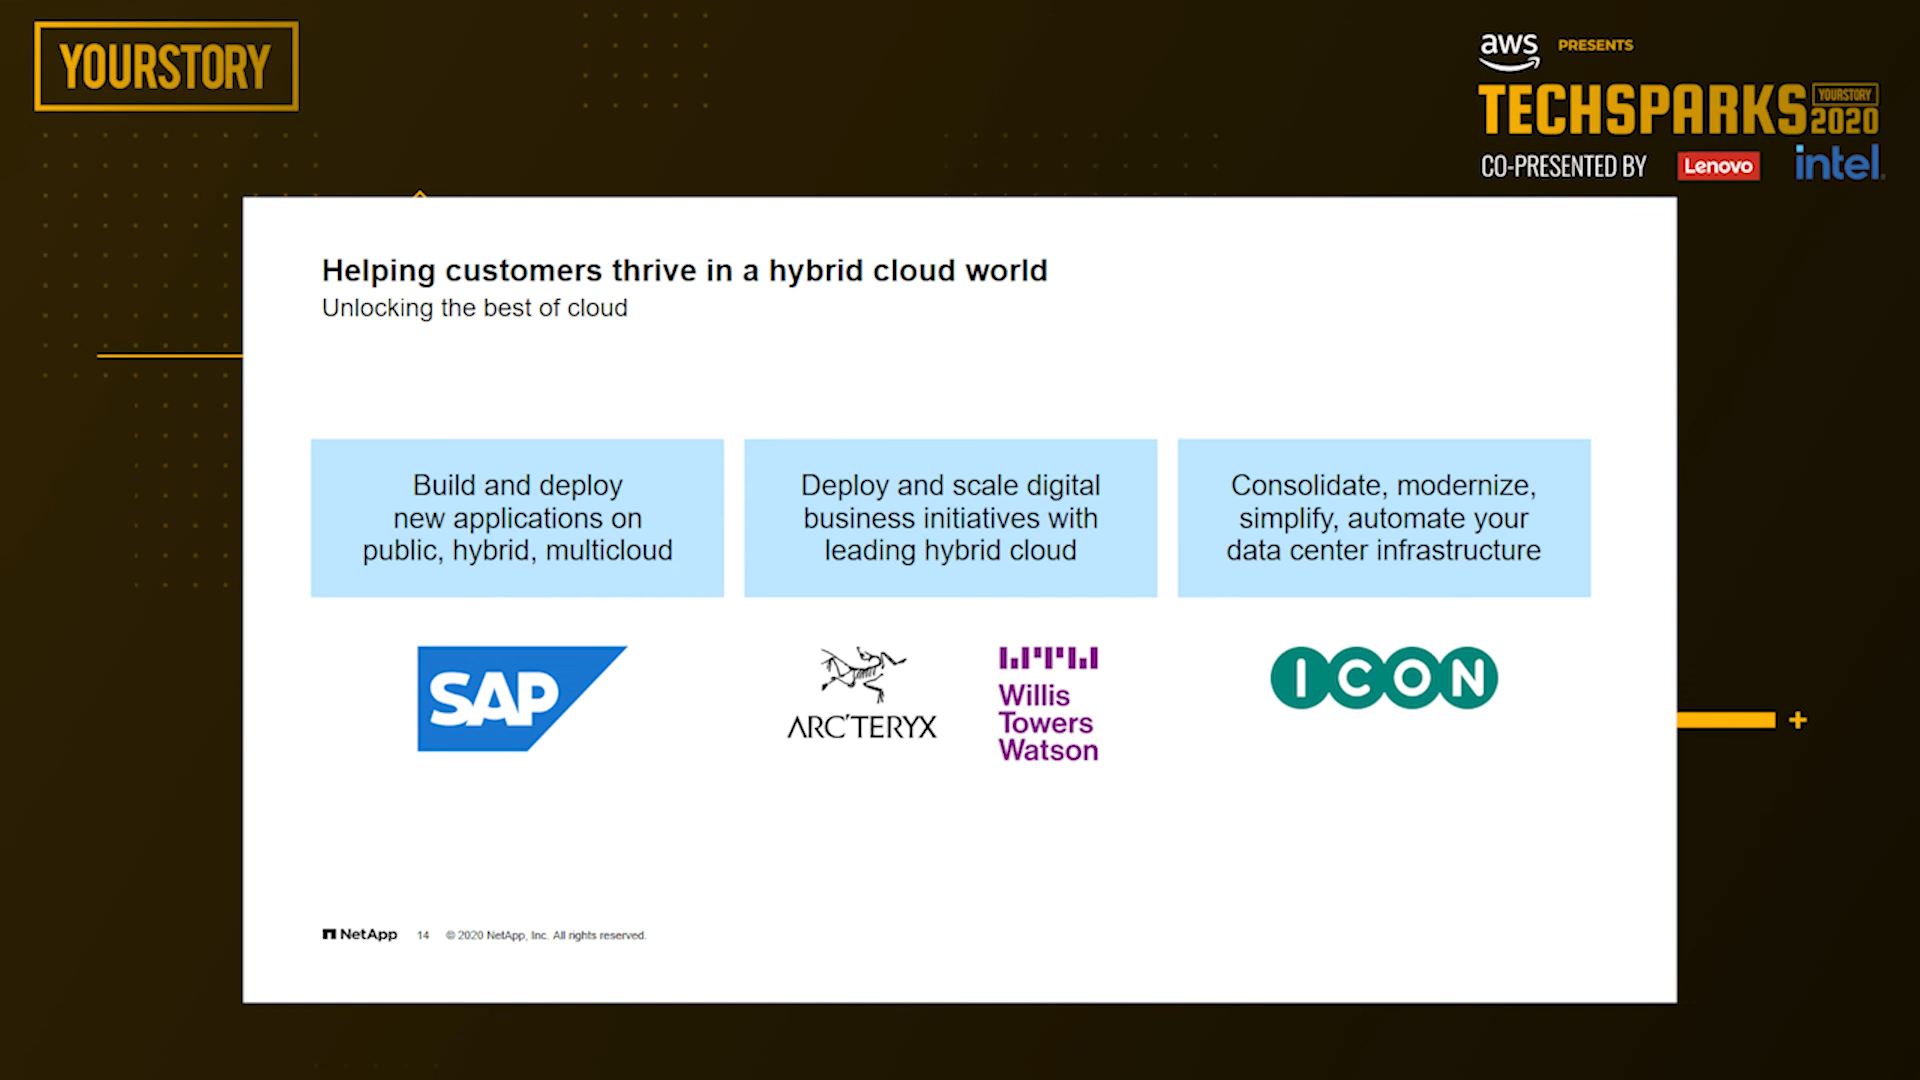 YOURSTORY
aws PRESENTS
TECHSPARKS YOURSTORY 2020
CO-PRESENTED BY Lenovo intel.
Helping customers thrive in a hybrid cloud world
Unlocking the best of cloud
Build and deploy
new applications on
public, hybrid, multicloud
Deploy and scale digital
business initiatives with
leading hybrid cloud
Consolidate, modernize,
simplify, automate your
data center infrastructure
SAP
ARC'TERYX
Willis
Towers
Watson
ICON
NetApp 14 © 2020 NetApp, Inc. All rights reserved.